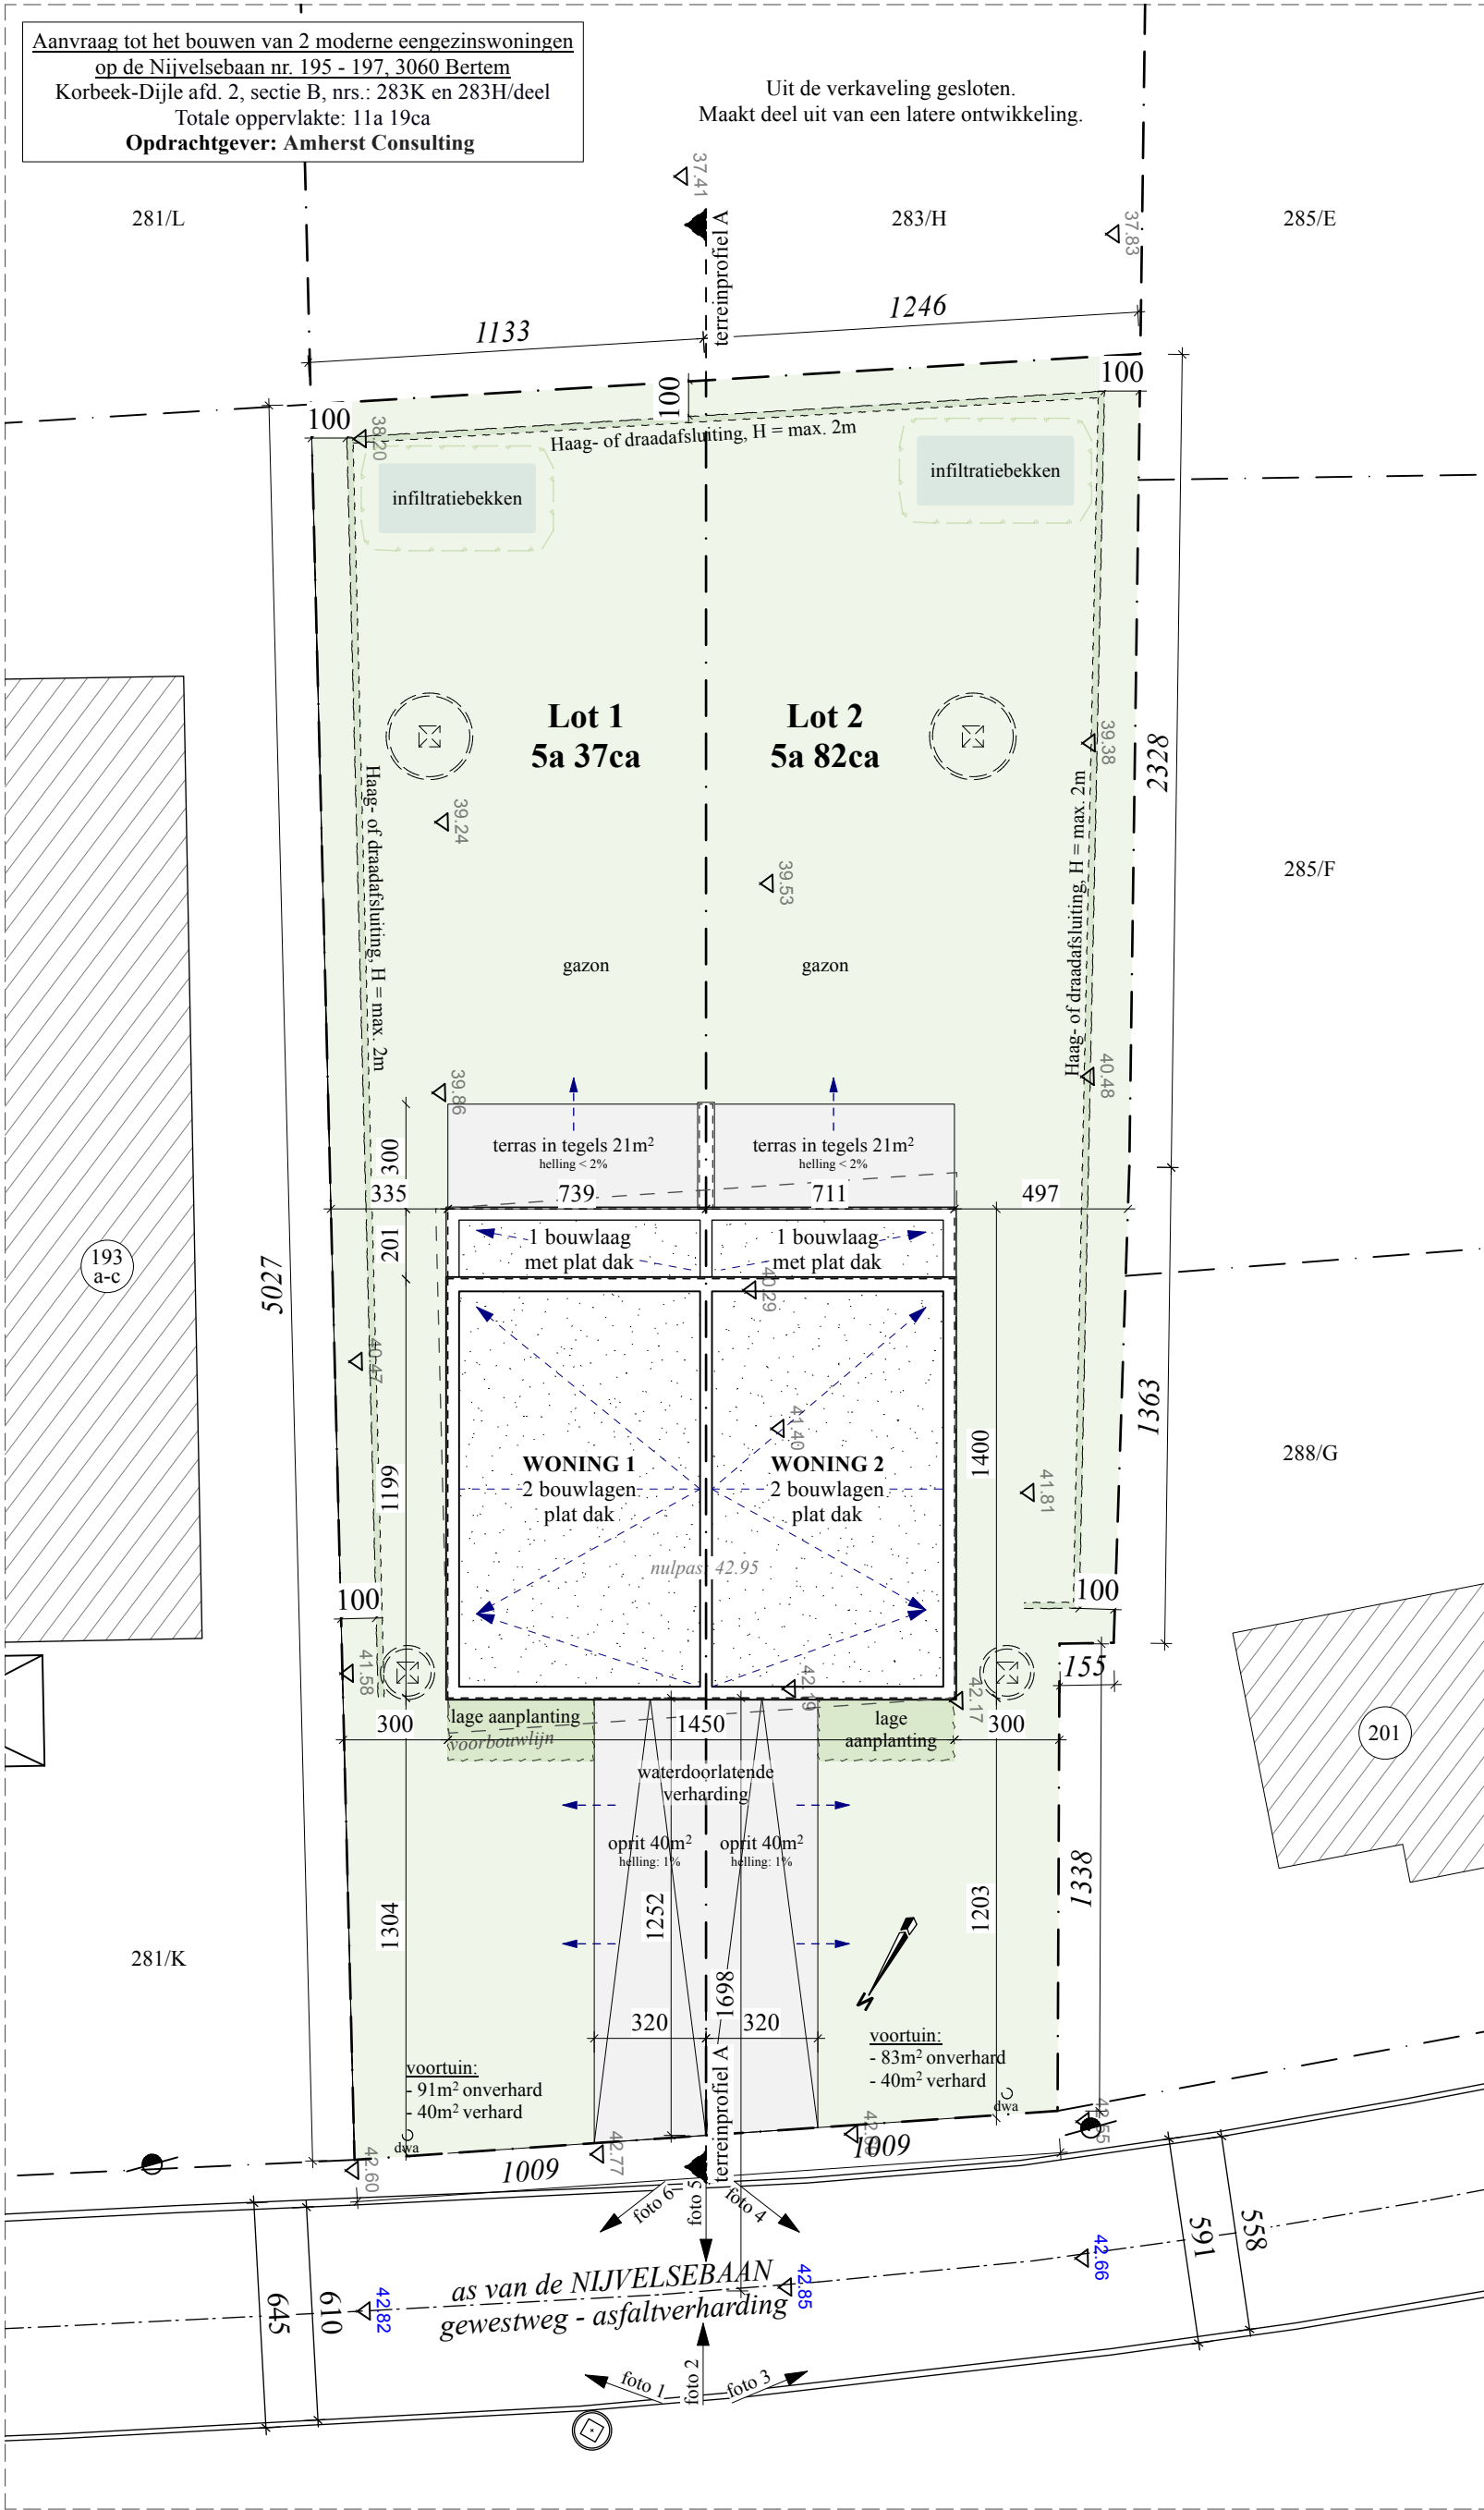 Aanvraag tot het bouwen van 2 moderne eengezinswoningen
op de Nijvelsebaan nr. 195 - 197, 3060 Bertem
Korbeek-Dijle afd. 2, sectie B, nrs.: 283K en 283H/deel
Totale oppervlakte: 11a 19ca
Opdrachtgever: Amherst Consulting
Uit de verkaveling gesloten.
Maakt deel uit van een latere ontwikkeling.
37.41
281/L
terreinprofiel A
283/H
37.83
285/E
1133
1246
100
100
100
38.20
Haag- of draadafsluiting, H = max. 2m
infiltratiebekken
infiltratiebekken
Lot 1
5a 37ca
Lot 2
5a 82ca
39.38
2328
Haag- of draadafsluiting, H = max. 2m
39.24
Haag- of draadafsluiting, H = max. 2m
39.53
285/F
gazon
gazon
39.86
40.48
300
terras in tegels 21m²
helling < 2%
terras in tegels 21m²
helling < 2%
335
739
711
497
201
1 bouwlaag
met plat dak
1 bouwlaag
met plat dak
193
a-c
5027
40.29
40.47
1363
41.40
1400
288/G
1199
WONING 1
2 bouwlagen
plat dak
WONING 2
2 bouwlagen
plat dak
41.81
nulpas: 42.95
100
100
41.58
155
42.19
42.17
300
lage aanplanting
voorbouwlijn
1450
lage
aanplanting
300
201
waterdoorlatende
verharding
oprit 40m²
helling: 1%
oprit 40m²
helling: 1%
1338
1304
1252
1203
281/K
1698
N
320
320
voortuin:
- 83m² onverhard
- 40m² verhard
voortuin:
- 91m² onverhard
- 40m² verhard
terreinprofiel A
dwa
dwa
42.60
42.77
1009
1009
foto 6
foto 5
foto 4
591
558
42.66
42.85
42.82
as van de NIJVELSEBAAN
gewestweg - asfaltverharding
645
610
foto 1
foto 2
foto 3